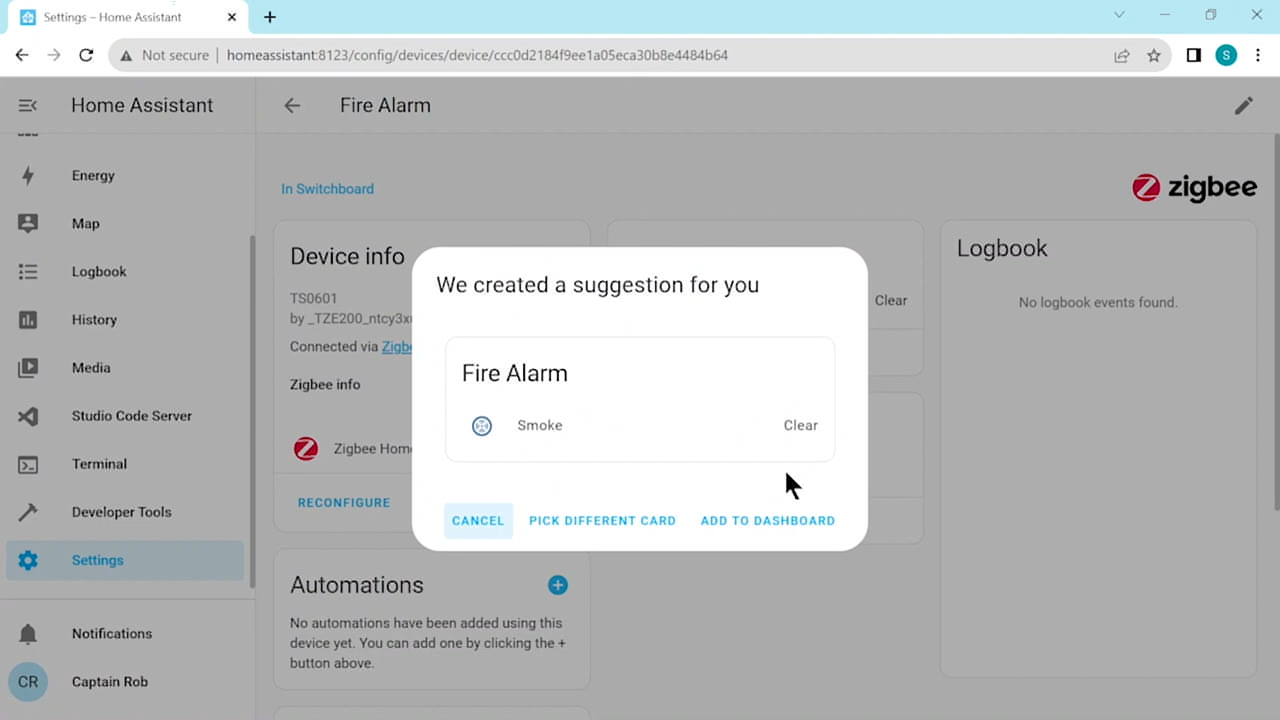 Settings – Home Assistant
Not secure
homeassistant:8123/config/devices/device/ccc0d2184f9ee1a05eca30b8e4484b64
S
Home Assistant
Fire Alarm
Energy
Map
Logbook
History
Media
Studio Code Server
Terminal
Developer Tools
Settings
Notifications
CR
Captain Rob
In Switchboard
zigbee
Device info
TS0601
by _TZE200_ntcy3x
Connected via Zigbe
Zigbee info
Zigbee Hom
RECONFIGURE
Automations
No automations have been added using this
device yet. You can add one by clicking the +
button above.
Clear
Logbook
No logbook events found.
We created a suggestion for you
Fire Alarm
Smoke
Clear
CANCEL
PICK DIFFERENT CARD
ADD TO DASHBOARD